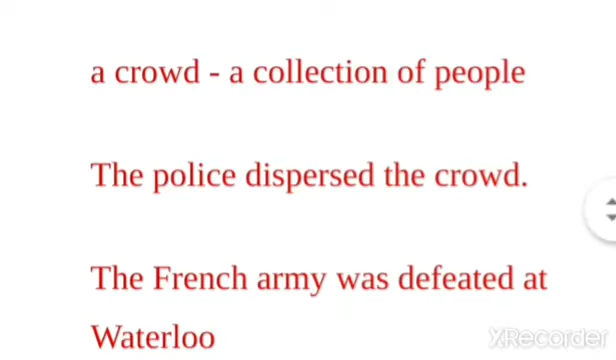 a crowd - a collection of people
The police dispersed the crowd.
The French army was defeated at
Waterloo
XRecorder